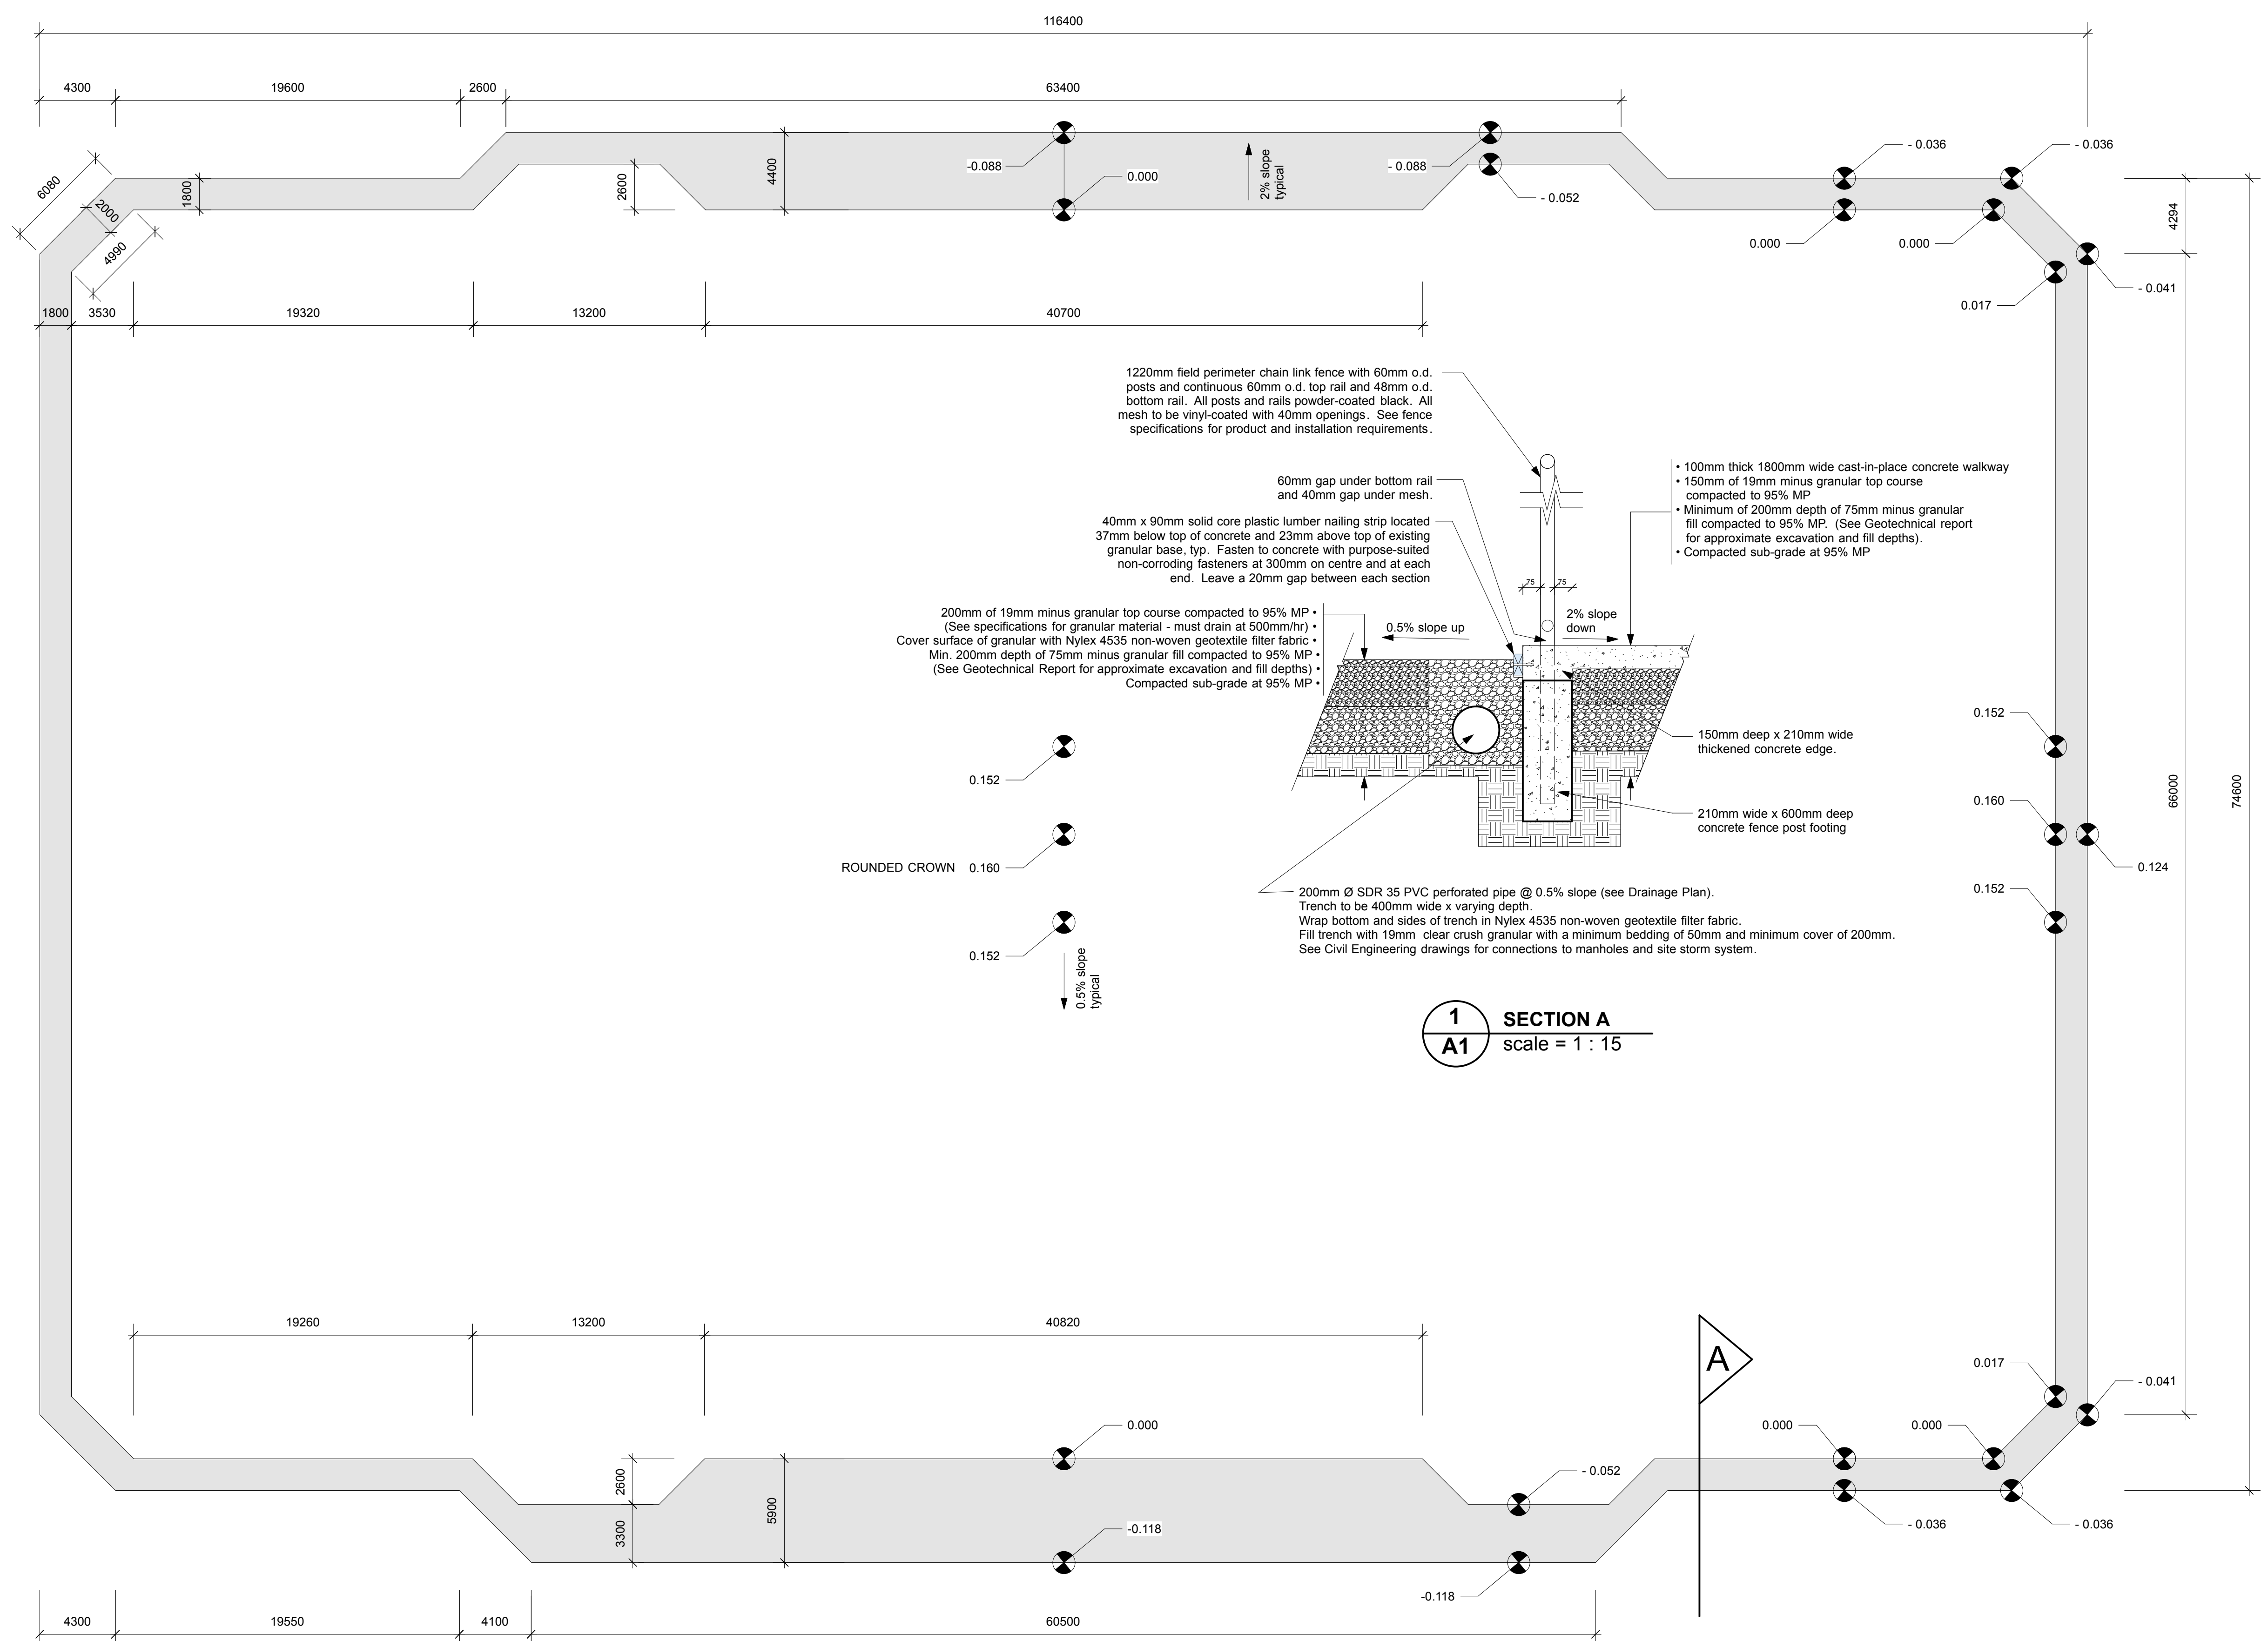 116400
4300
19600
2600
63400
6080
2000
4990
1800
2600
4400
-0.088
0.000
2% slope
typical
- 0.088
- 0.052
- 0.036
- 0.036
0.000
0.000
4294
- 0.041
0.017
1800
3530
19320
13200
40700
1220mm field perimeter chain link fence with 60mm o.d.
posts and continuous 60mm o.d. top rail and 48mm o.d.
bottom rail. All posts and rails powder-coated black. All
mesh to be vinyl-coated with 40mm openings. See fence
specifications for product and installation requirements.
60mm gap under bottom rail
and 40mm gap under mesh.
40mm x 90mm solid core plastic lumber nailing strip located
37mm below top of concrete and 23mm above top of existing
granular base, typ. Fasten to concrete with purpose-suited
non-corroding fasteners at 300mm on centre and at each
end. Leave a 20mm gap between each section
200mm of 19mm minus granular top course compacted to 95% MP •
(See specifications for granular material - must drain at 500mm/hr) •
Cover surface of granular with Nylex 4535 non-woven geotextile filter fabric •
Min. 200mm depth of 75mm minus granular fill compacted to 95% MP •
(See Geotechnical Report for approximate excavation and fill depths) •
Compacted sub-grade at 95% MP •
• 100mm thick 1800mm wide cast-in-place concrete walkway
• 150mm of 19mm minus granular top course
compacted to 95% MP
• Minimum of 200mm depth of 75mm minus granular
fill compacted to 95% MP. (See Geotechnical report
for approximate excavation and fill depths).
• Compacted sub-grade at 95% MP
75
75
0.5% slope up
2% slope
down
150mm deep x 210mm wide
thickened concrete edge.
210mm wide x 600mm deep
concrete fence post footing
200mm Ø SDR 35 PVC perforated pipe @ 0.5% slope (see Drainage Plan).
Trench to be 400mm wide x varying depth.
Wrap bottom and sides of trench in Nylex 4535 non-woven geotextile filter fabric.
Fill trench with 19mm clear crush granular with a minimum bedding of 50mm and minimum cover of 200mm.
See Civil Engineering drawings for connections to manholes and site storm system.
0.152
ROUNDED CROWN 0.160
0.152
0.5% slope
typical
1
A1
SECTION A
scale = 1 : 15
0.152
0.160
0.124
0.152
66000
74600
19260
13200
40820
A
0.017
- 0.041
0.000
0.000
0.000
2600
3300
5900
- 0.052
-0.118
- 0.036
- 0.036
-0.118
4300
19550
4100
60500